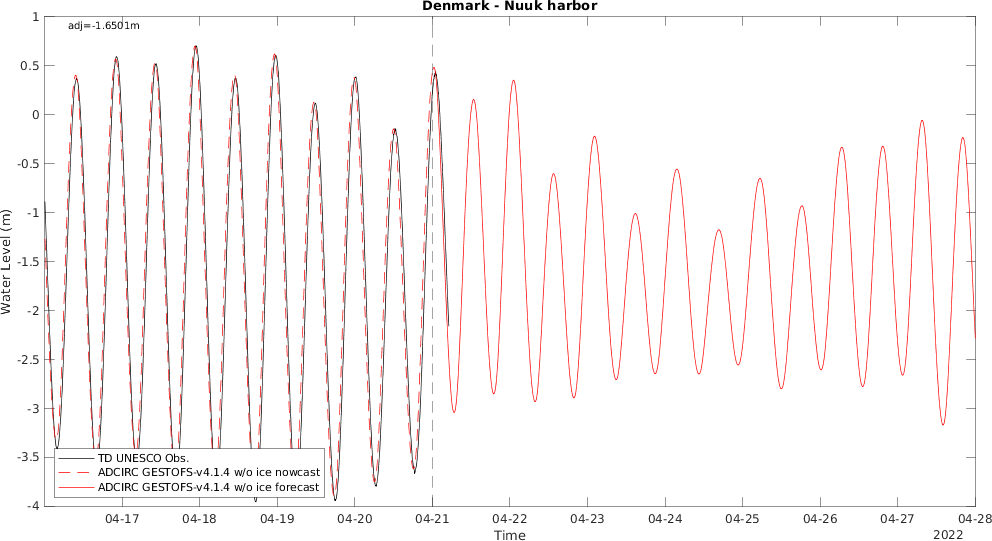 Denmark - Nuuk harbor
adj=-1.6501m
1
0.5
0
-0.5
-1
-1.5
-2
-2.5
-3
-3.5
-4
Water Level (m)
TD UNESCO Obs.
ADCIRC GESTOFS-v4.1.4 w/o ice nowcast
ADCIRC GESTOFS-v4.1.4 w/o ice forecast
04-17 04-18 04-19 04-20 04-21 04-22 04-23 04-24 04-25 04-26 04-27 04-28
Time
2022